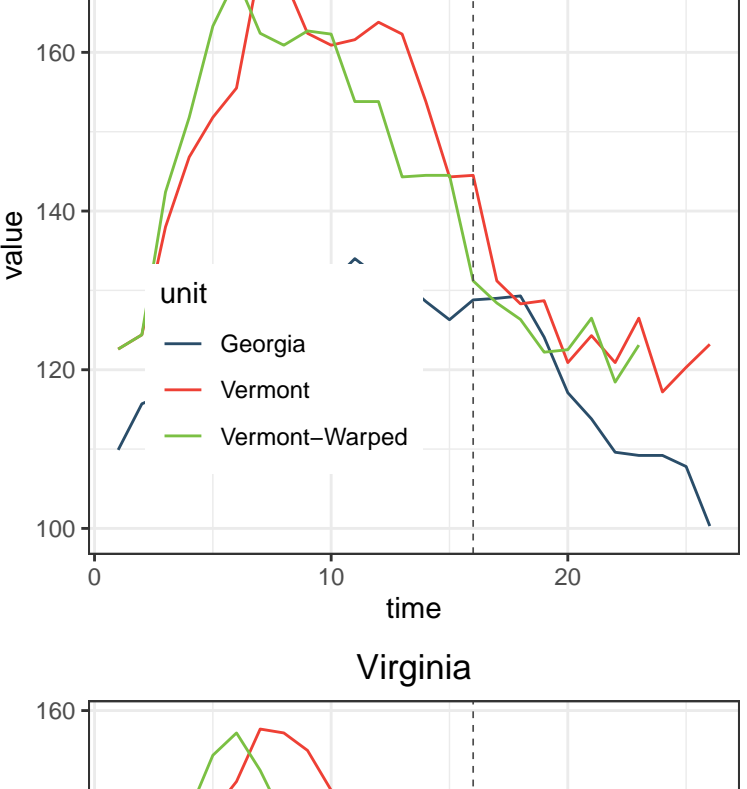 160
140
value
unit
Georgia
120
Vermont
Vermont−Warped
100
0 10 20
time
Virginia
160